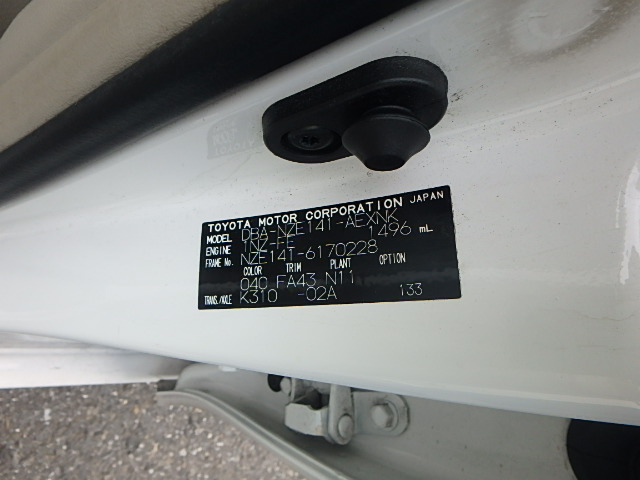 TOYOTA MOTOR CORPORATION JAPAN
MODEL DBA-NZE141-AEXNK
ENGINE 1NZ-FE 1496 mL
FRAME No. NZE141-6170228
COLOR TRIM PLANT OPTION
040 FA43 N11
TRANS./AXLE K310 -02A 133